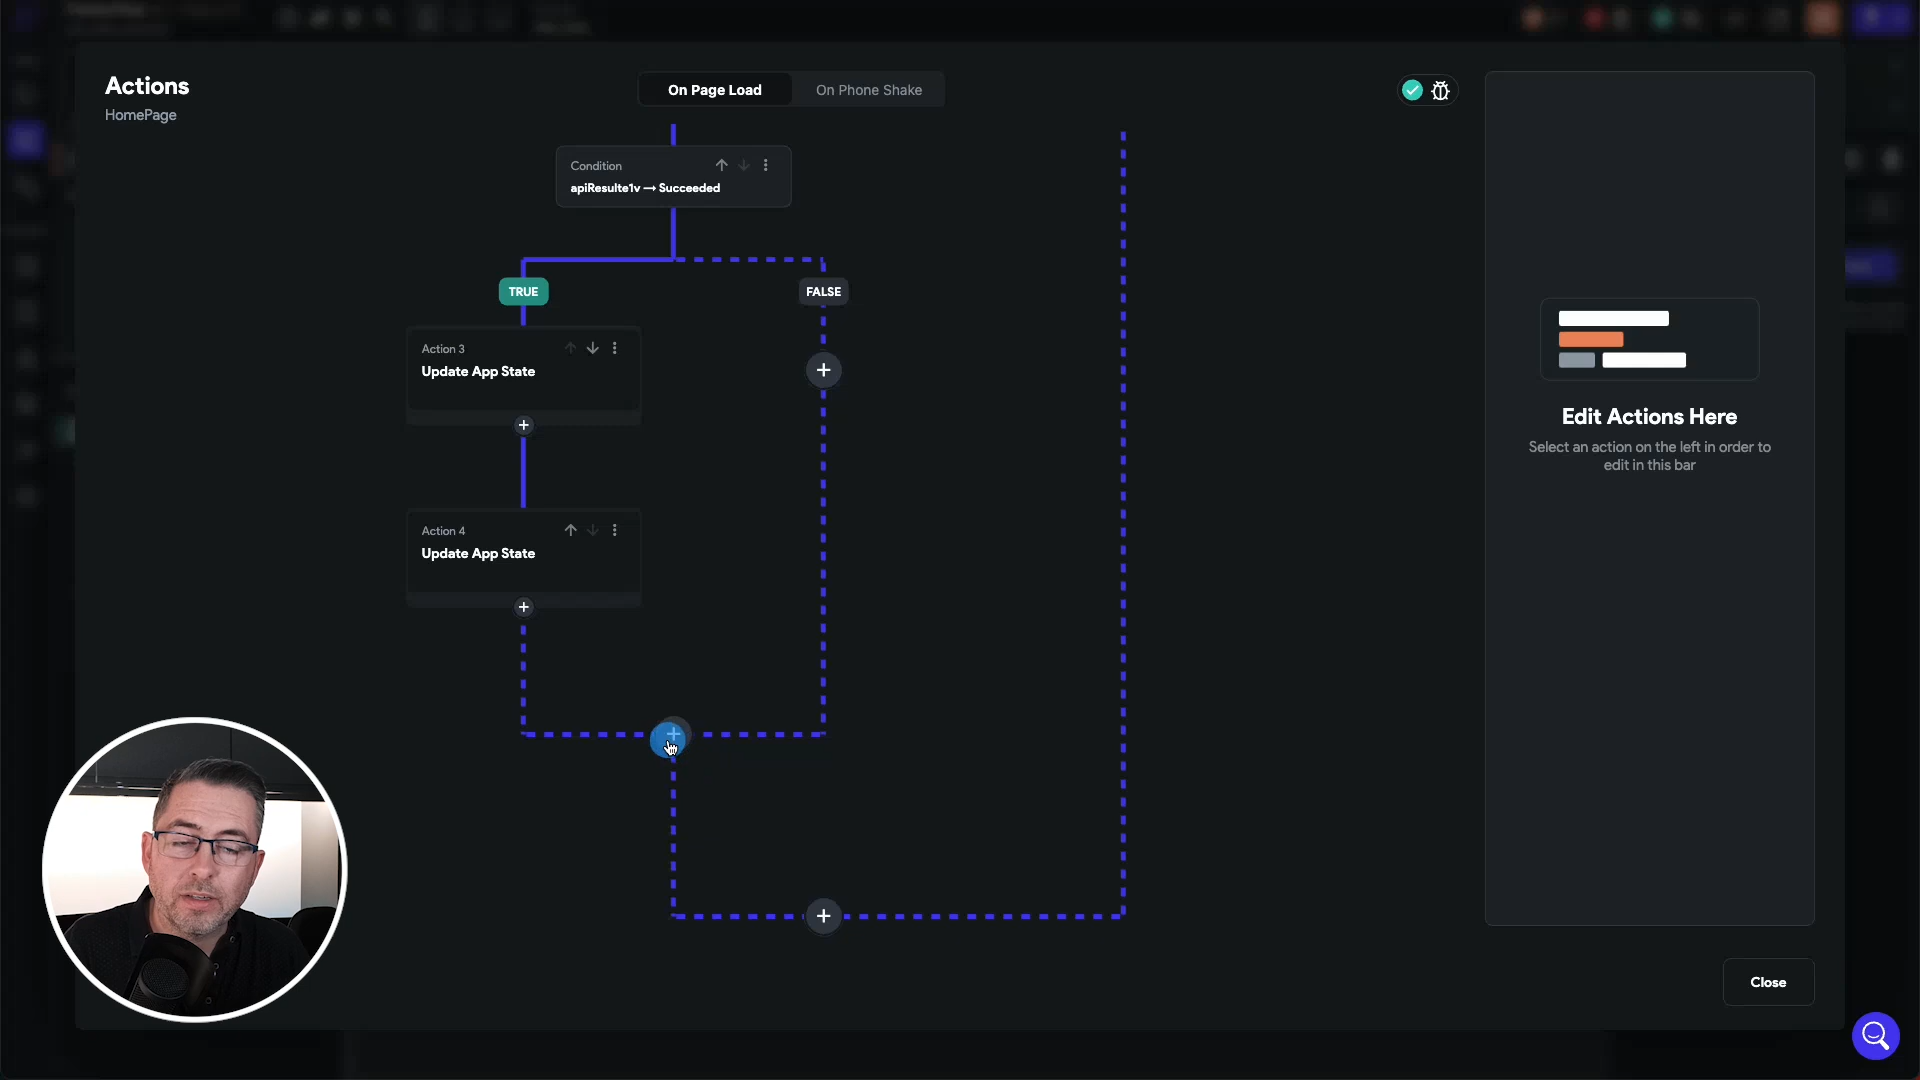 Actions
HomePage
On Page Load
On Phone Shake
Condition
apiResulte1v → Succeeded
TRUE
FALSE
Action 3
Update App State
Action 4
Update App State
Edit Actions Here
Select an action on the left in order to
edit in this bar
Close